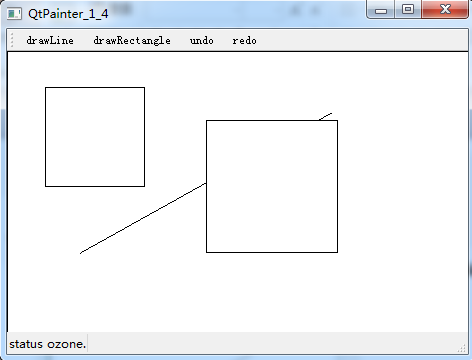 QtPainter_1_4
drawLine drawRectangle undo redo
status ozone.